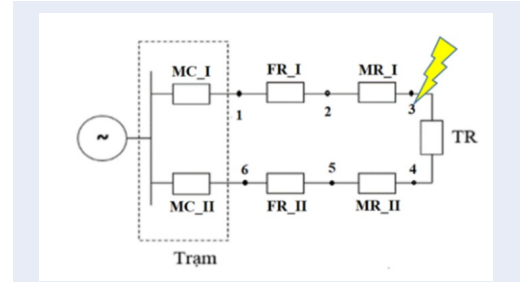 MC_I FR_I MR_I
1 2 3
~ TR
6 5 4
MC_II FR_II MR_II
Trạm